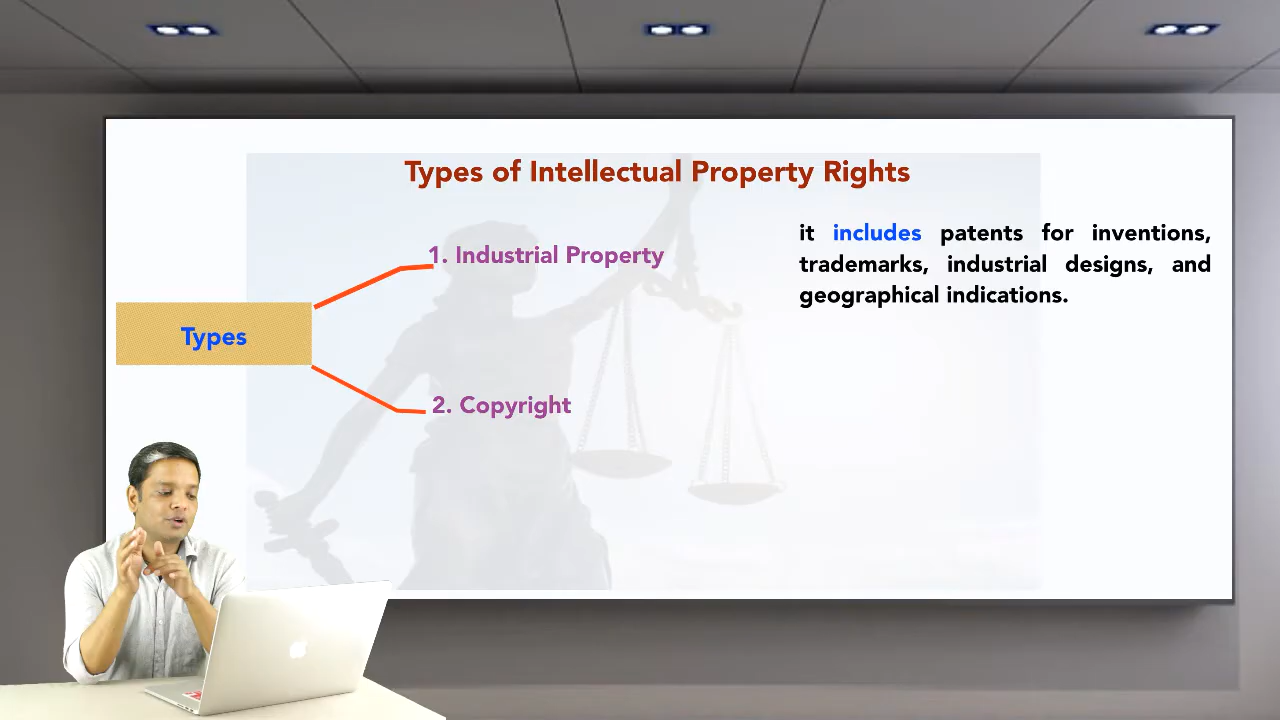 Types of Intellectual Property Rights
1. Industrial Property
it includes patents for inventions,
trademarks, industrial designs, and
geographical indications.
Types
2. Copyright